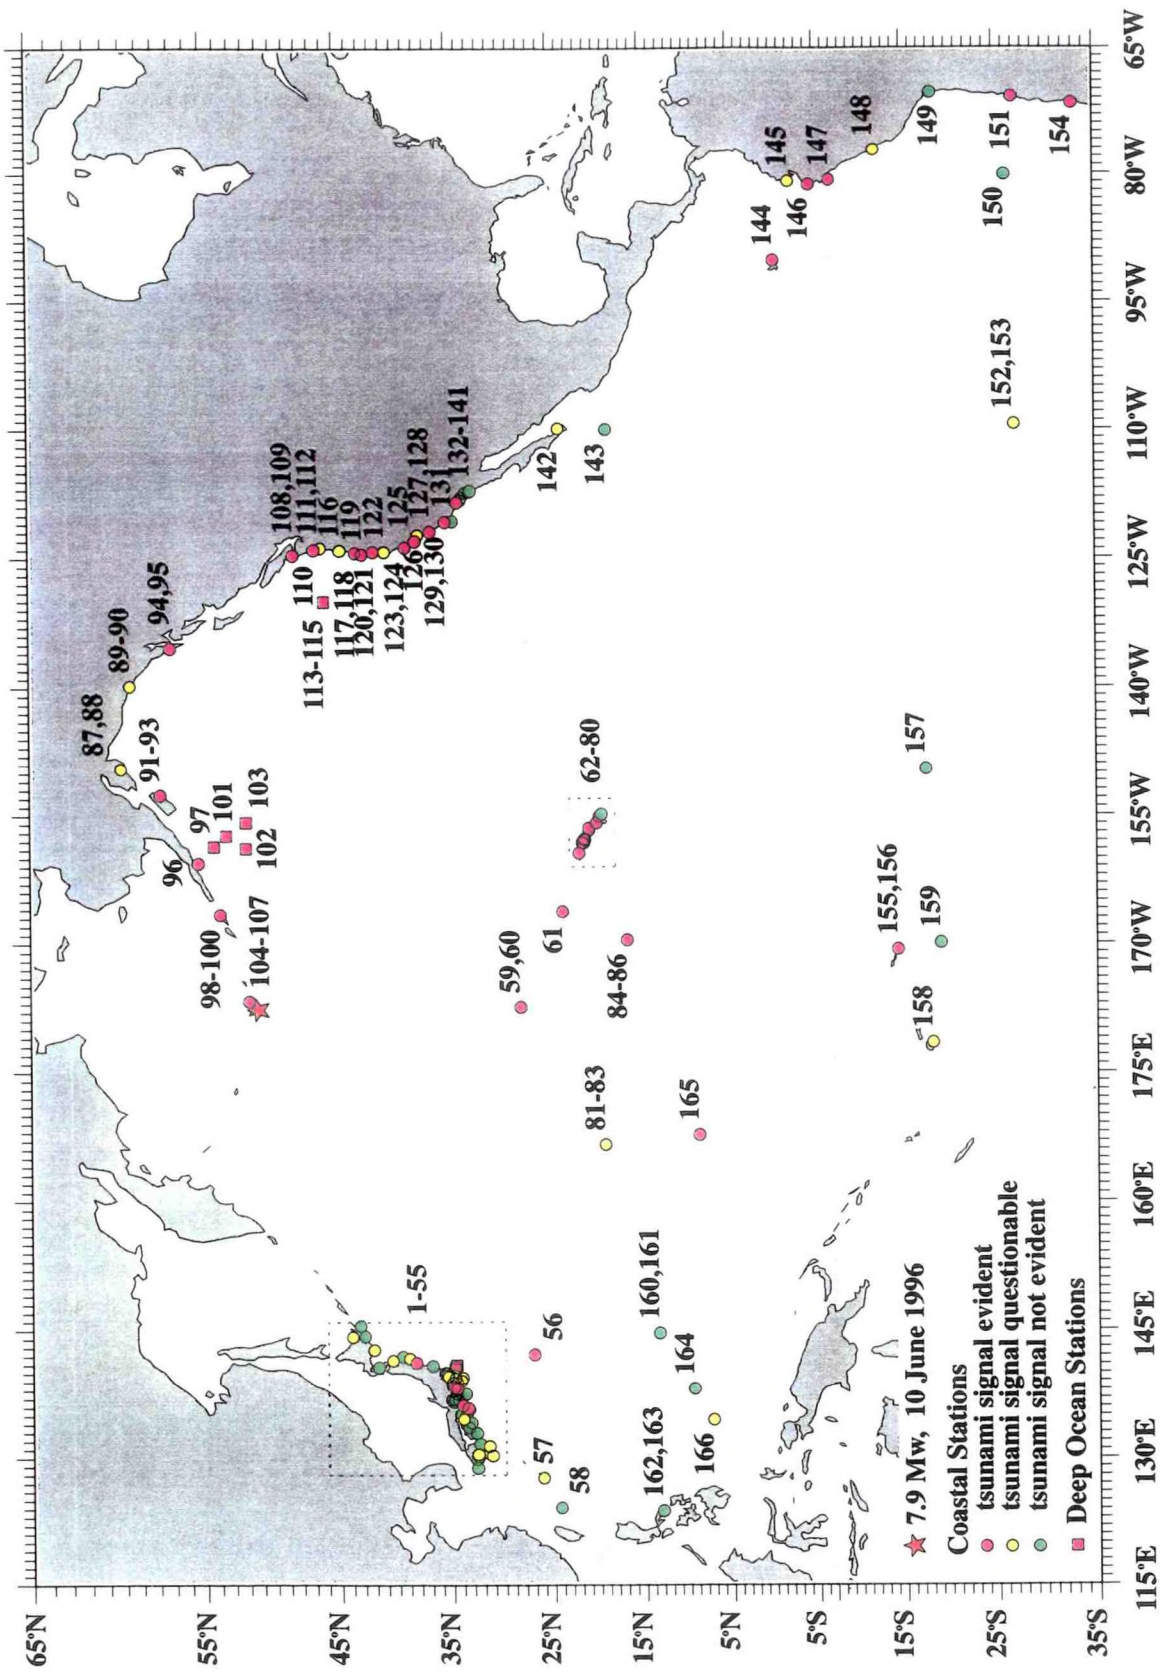 65°N
55°N
45°N
35°N
25°N
15°N
5°N
5°S
15°S
25°S
35°S
87,88
89-90
91-93
94,95
96
97
101
98-100
103
102
104-107
108,109
110
111,112
113-115
116
117,118
119
120,121
122
123,124
125
126
127,128
129,130
131
132-141
1-55
59,60
56
57
61
142
58
62-80
81-83
143
84-86
160,161
162,163
164
165
166
144
145
146
147
148
155,156
157
149
158
159
150
151
152,153
154
7.9 Mw, 10 June 1996
Coastal Stations
tsunami signal evident
tsunami signal questionable
tsunami signal not evident
Deep Ocean Stations
115°E
130°E
145°E
160°E
175°E
170°W
155°W
140°W
125°W
110°W
95°W
80°W
65°W